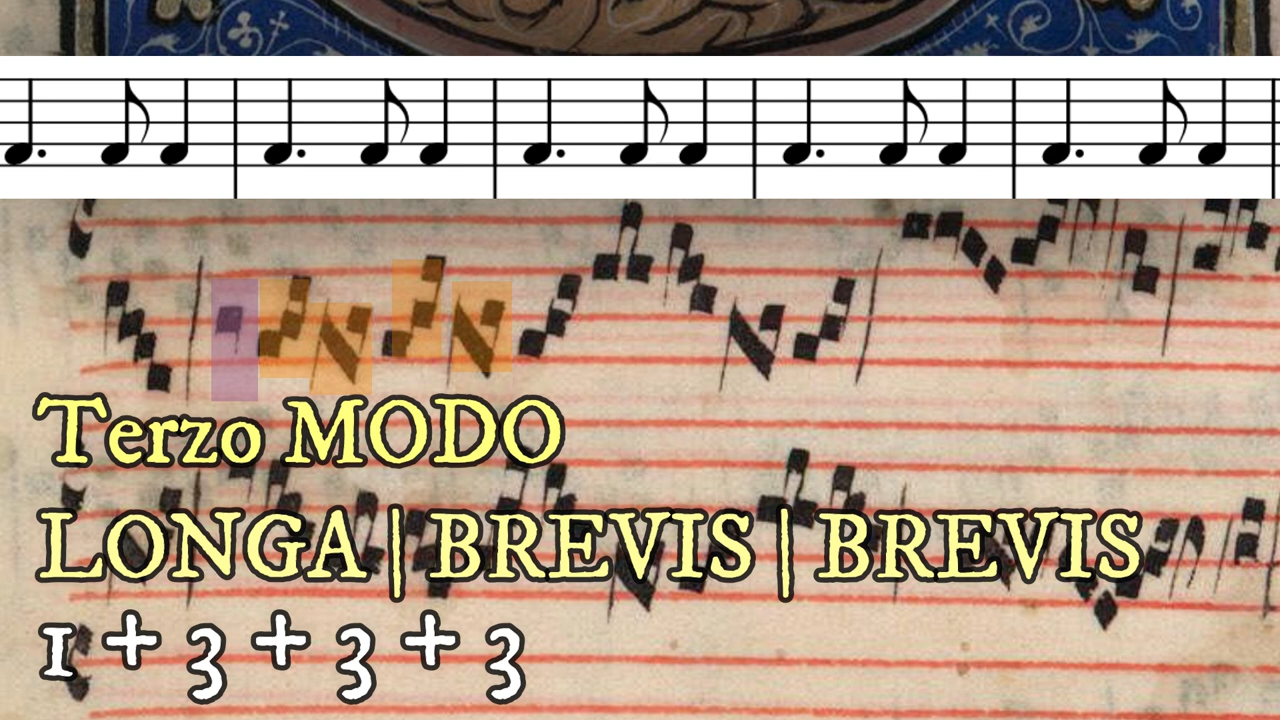 Terzo MODO
LONGA | BREVIS | BREVIS
1 + 3 + 3 + 3